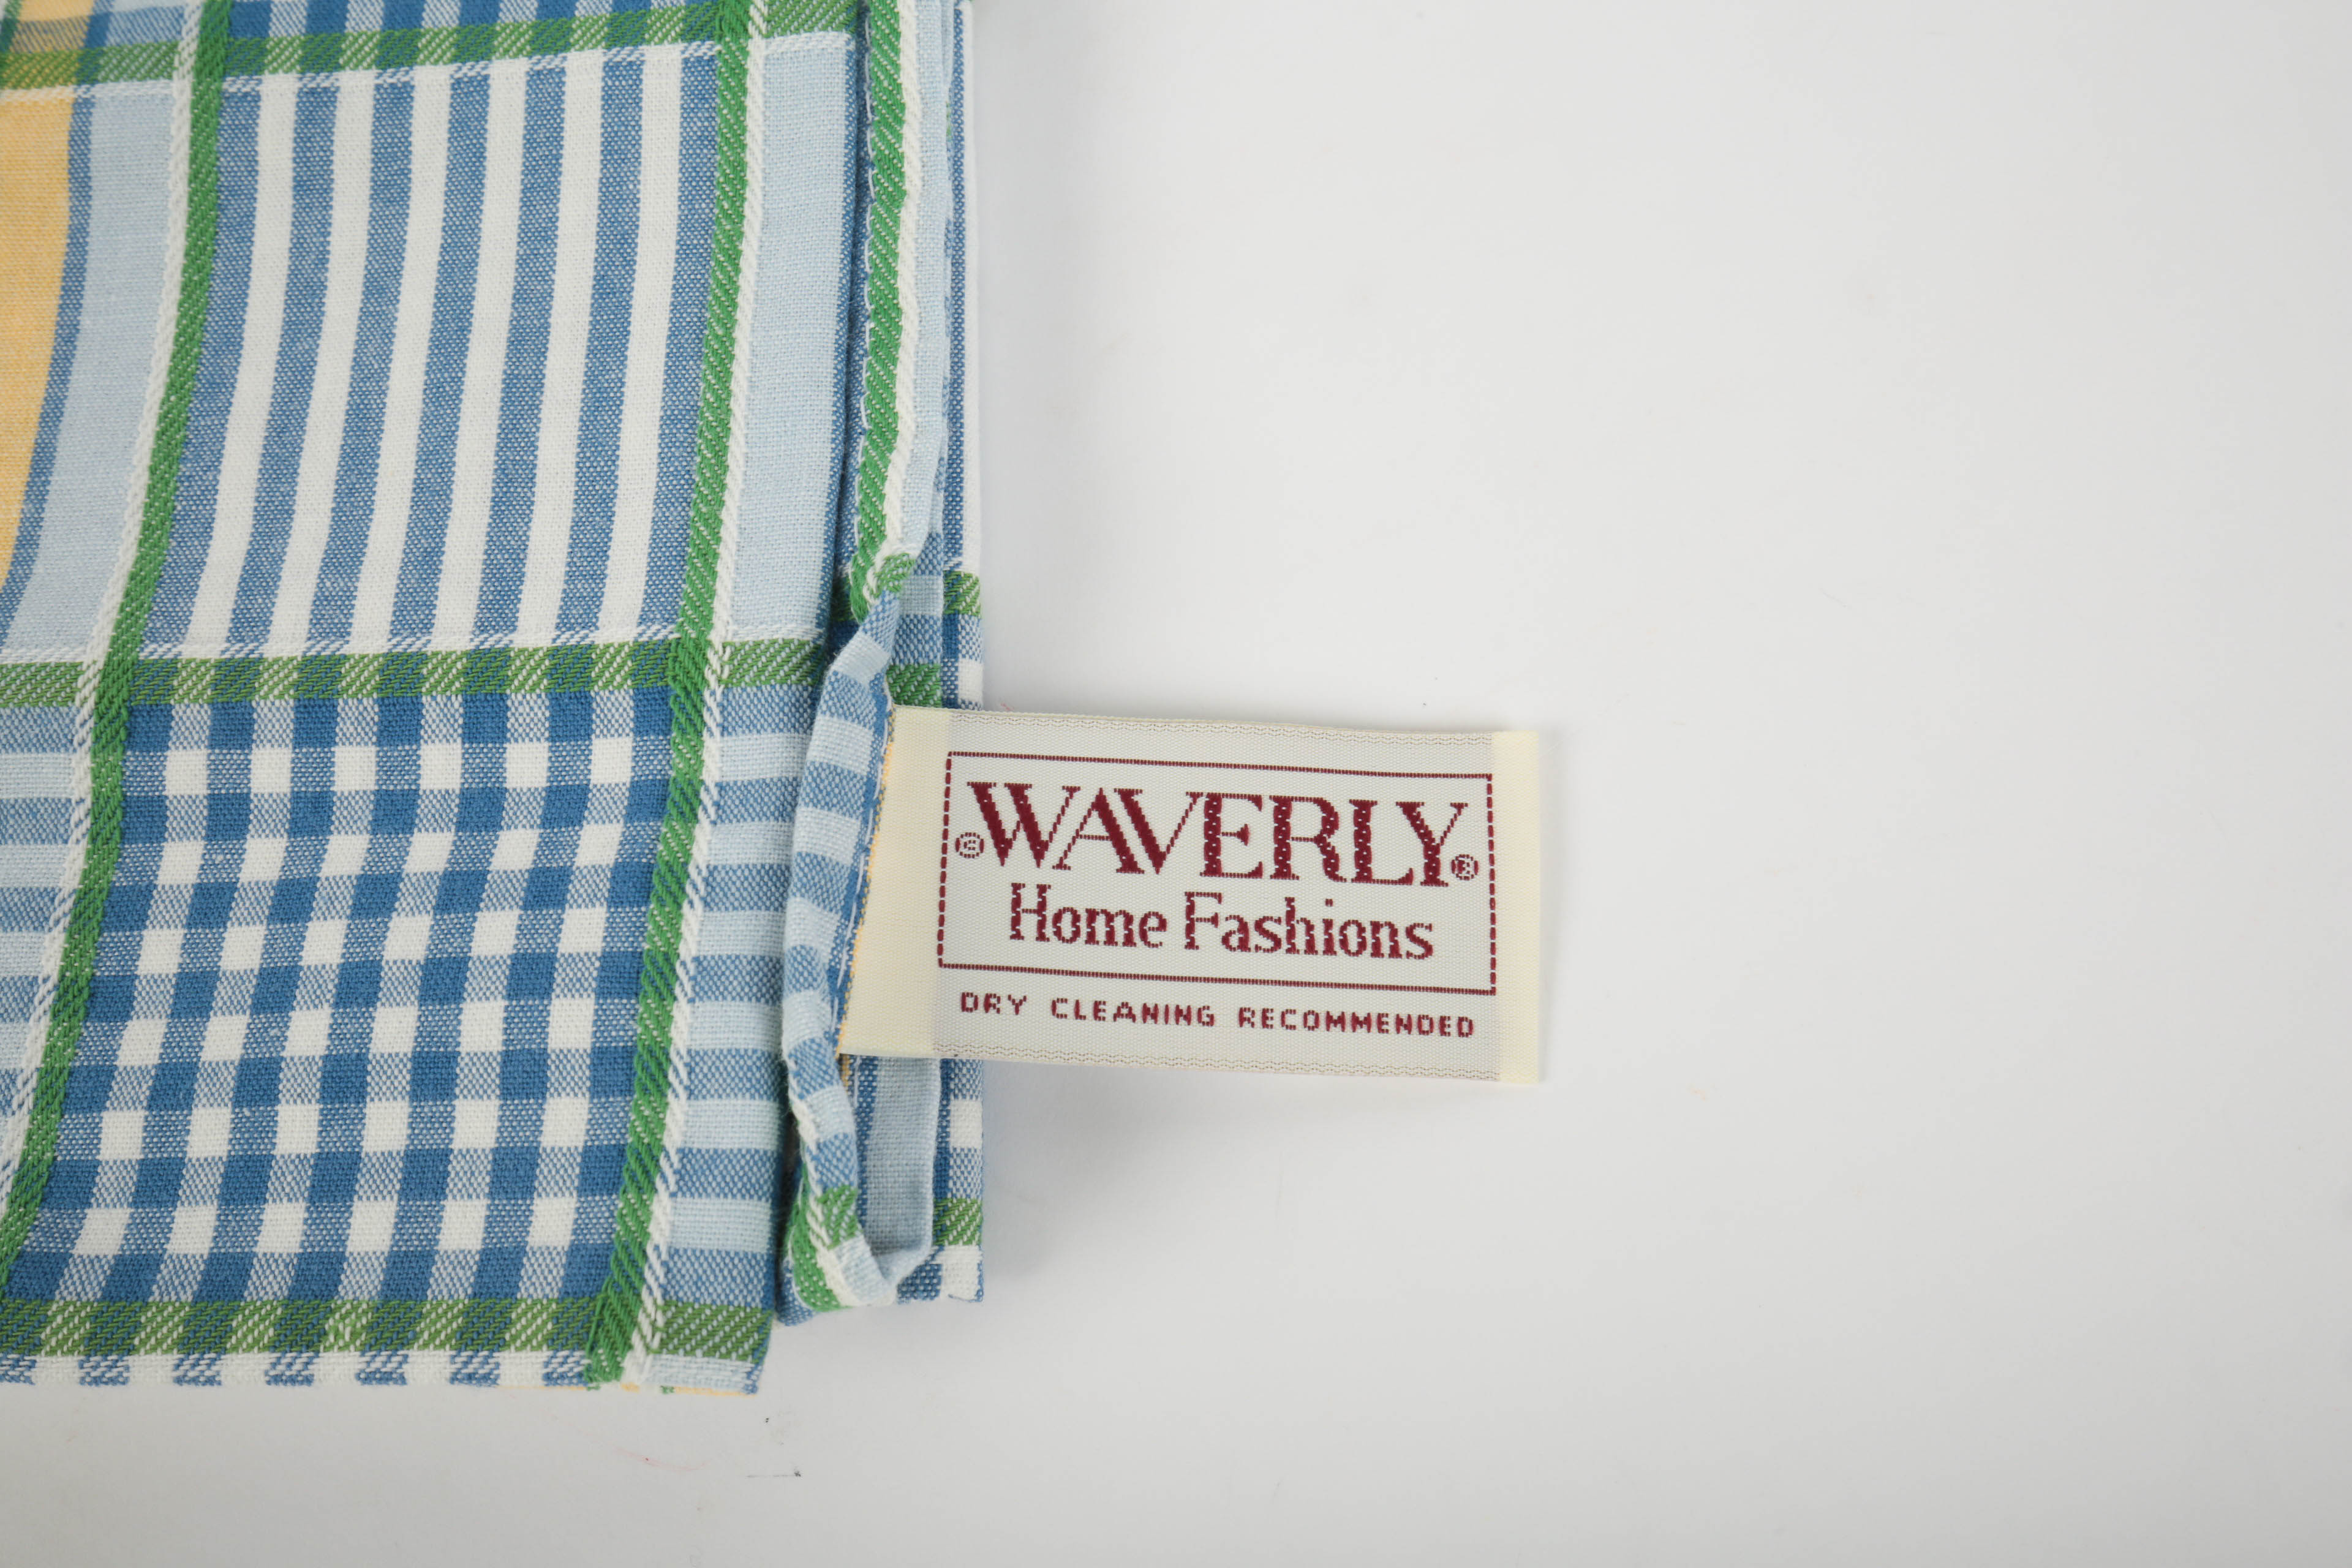 ®WAVERLY®
Home Fashions
DRY CLEANING RECOMMENDED